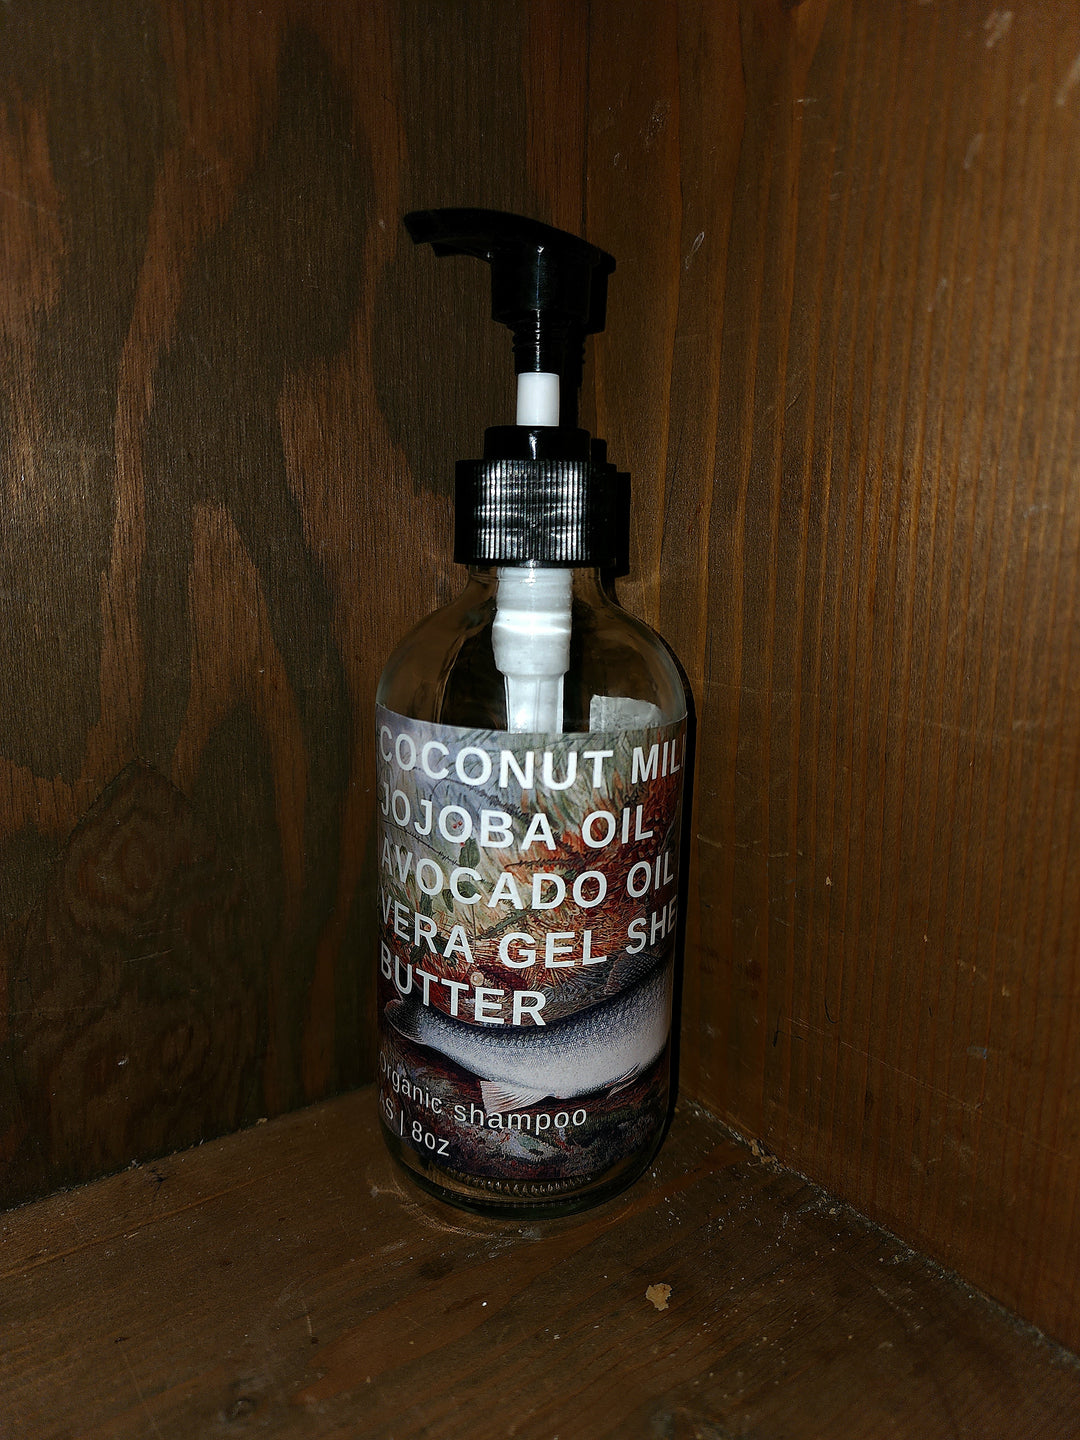 COCONUT MIL
JOJOBA OIL
AVOCADO OIL
VERA GEL SHE
BUTTER
organic shampoo
S | 8oz